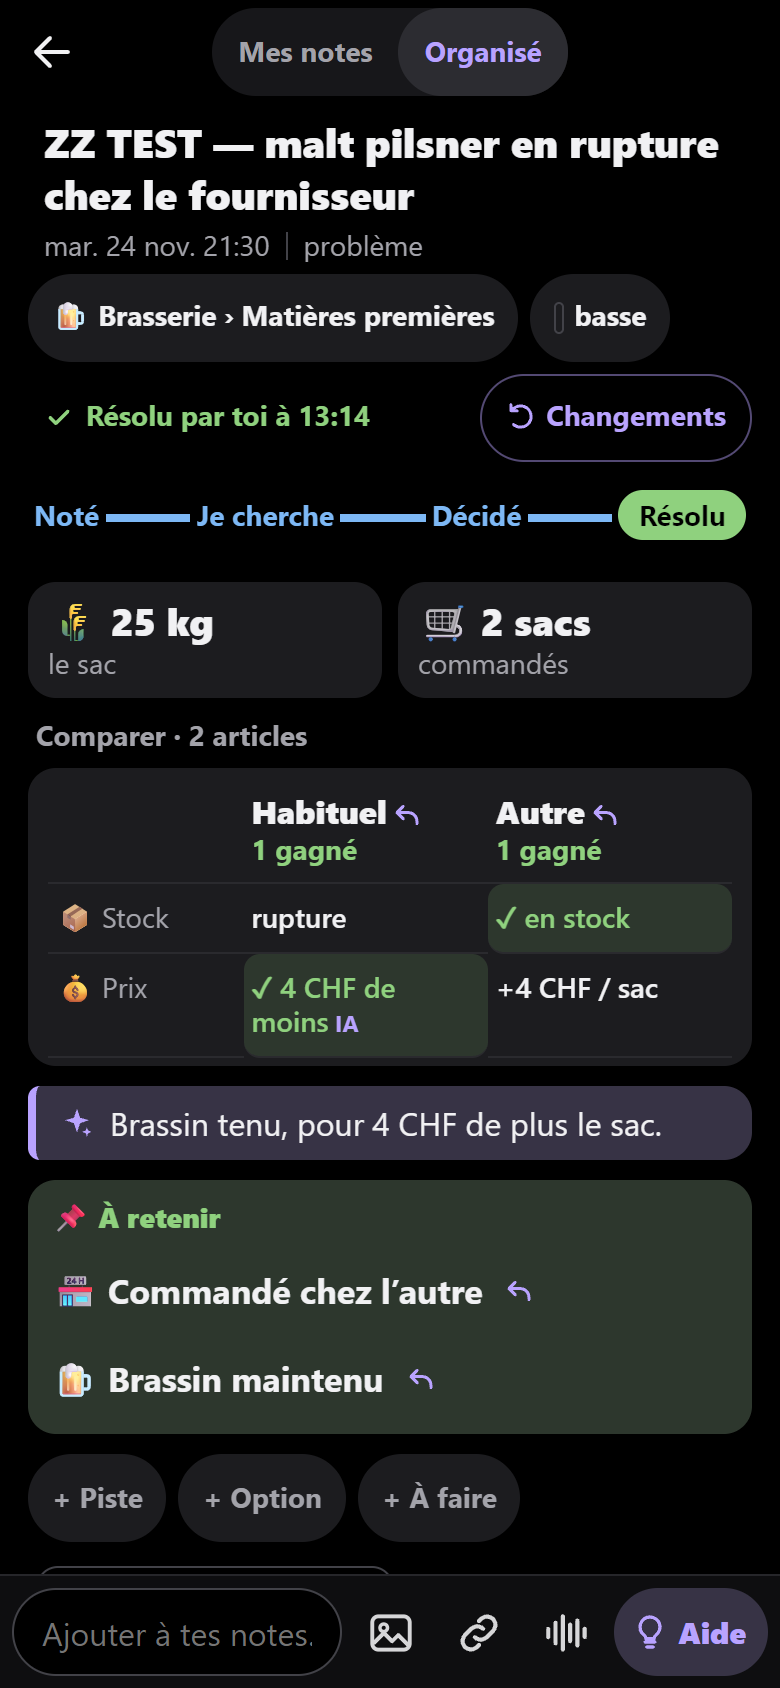 Mes notes
Organisé
ZZ TEST — malt pilsner en rupture
chez le fournisseur
mar. 24 nov. 21:30 | problème
Brasserie › Matières premières
basse
✓ Résolu par toi à 13:14
Changements
Noté
Je cherche
Décidé
Résolu
25 kg
le sac
2 sacs
commandés
Comparer · 2 articles
Habituel
1 gagné
Autre
1 gagné
Stock
rupture
✓ en stock
Prix
✓ 4 CHF de
moins IA
+4 CHF / sac
Brassin tenu, pour 4 CHF de plus le sac.
À retenir
24 H
Commandé chez l’autre
Brassin maintenu
+ Piste
+ Option
+ À faire
Ajouter à tes notes.
Aide